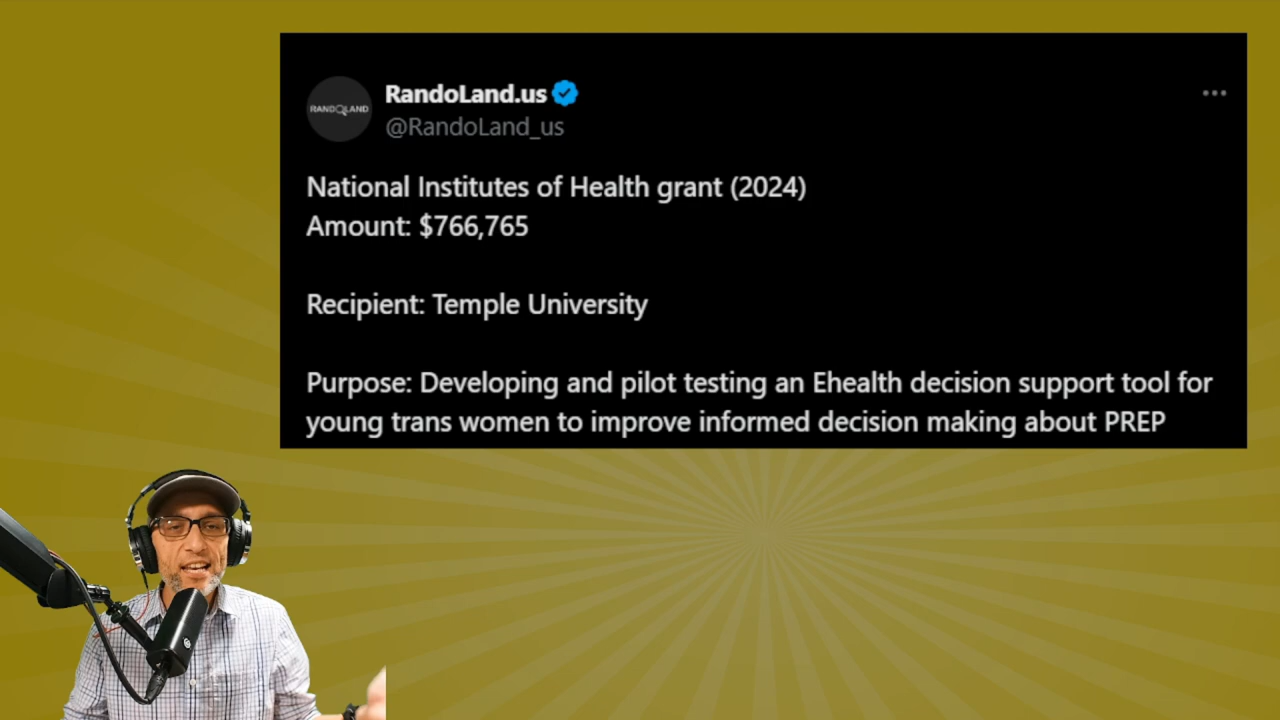 RANDOLAND
RandoLand.us
@RandoLand_us
National Institutes of Health grant (2024)
Amount: $766,765
Recipient: Temple University
Purpose: Developing and pilot testing an Ehealth decision support tool for
young trans women to improve informed decision making about PREP